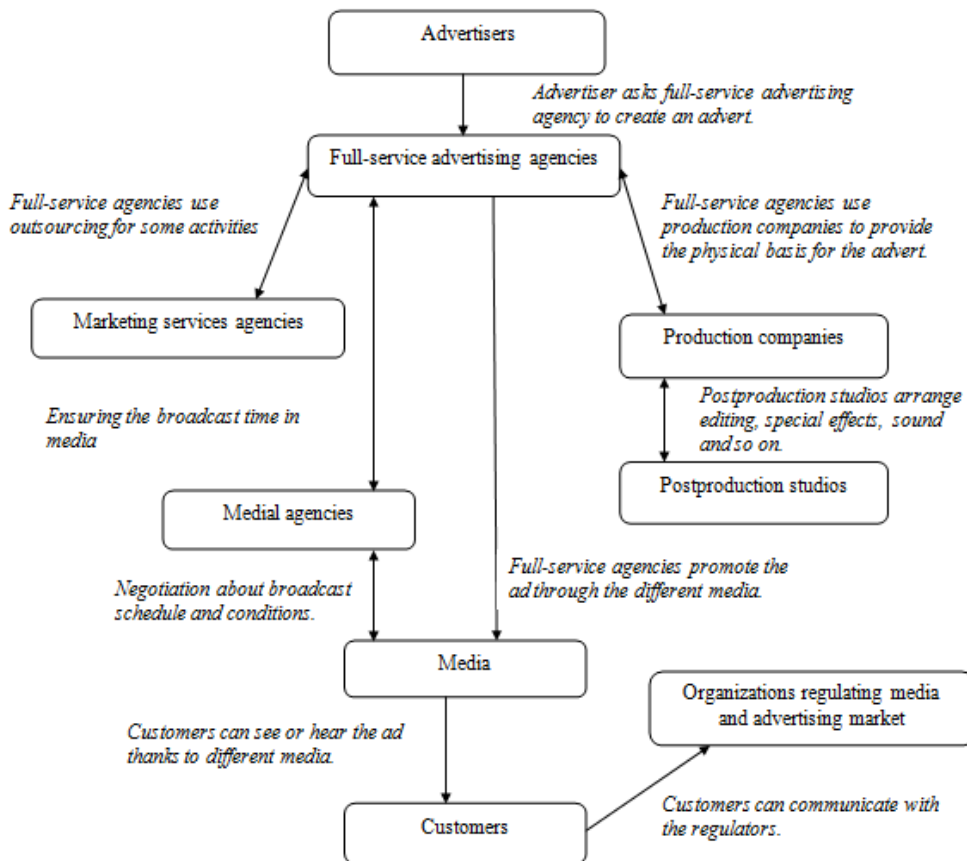 Advertisers
Advertiser asks full-service advertising
agency to create an advert.
Full-service advertising agencies
Full-service agencies use
outsourcing for some activities
Full-service agencies use
production companies to provide
the physical basis for the advert.
Marketing services agencies
Production companies
Ensuring the broadcast time in
media
Postproduction studios arrange
editing, special effects, sound
and so on.
Postproduction studios
Medial agencies
Negotiation about broadcast
schedule and conditions.
Full-service agencies promote the
ad through the different media.
Media
Organizations regulating media
and advertising market
Customers can see or hear the ad
thanks to different media.
Customers
Customers can communicate with
the regulators.